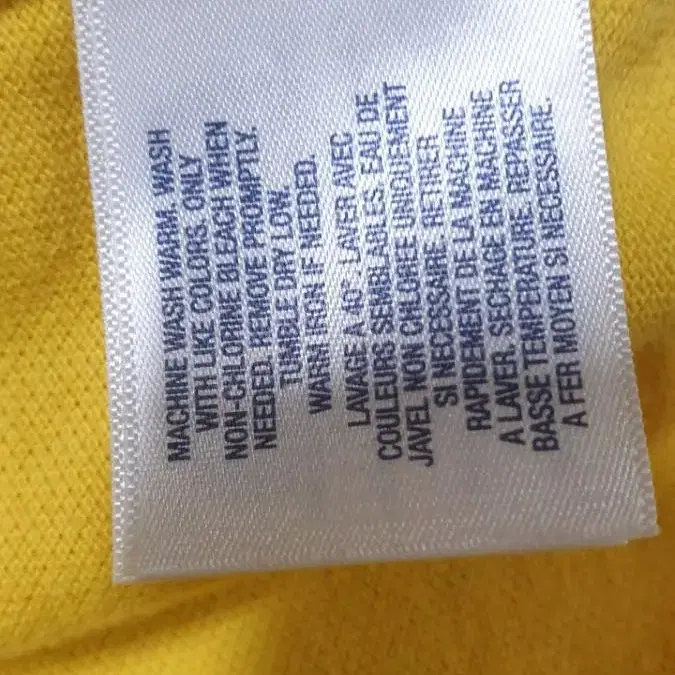 MACHINE WASH WARM. WASH
WITH LIKE COLORS. ONLY
NON-CHLORINE BLEACH WHEN
NEEDED. REMOVE PROMPTLY.
TUMBLE DRY LOW.
WARM IRON IF NEEDED.
LAVAGE A 40°. LAVER AVEC
COULEURS SEMBLABLES. EAU DE
JAVEL NON CHLOREE UNIQUEMENT
SI NECESSAIRE. RETIRER
RAPIDEMENT DE LA MACHINE
A LAVER. SECHAGE EN MACHINE
BASSE TEMPERATURE. REPASSER
A FER MOYEN SI NECESSAIRE.